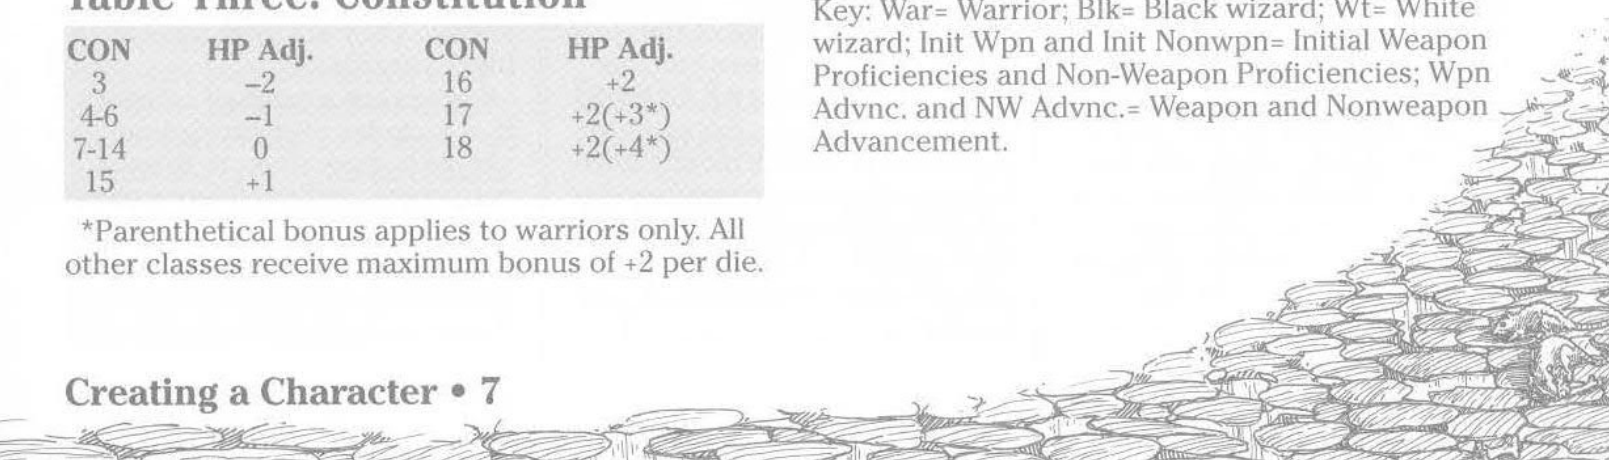 Table Three: Constitution
CON HP Adj. CON HP Adj.
3 –2 16 +2
4-6 –1 17 +2(+3*)
7-14 0 18 +2(+4*)
15 +1
*Parenthetical bonus applies to warriors only. All
other classes receive maximum bonus of +2 per die.
Key: War= Warrior; Blk= Black wizard; Wt= White
wizard; Init Wpn and Init Nonwpn= Initial Weapon
Proficiencies and Non-Weapon Proficiencies; Wpn
Advnc. and NW Advnc.= Weapon and Nonweapon
Advancement.
Creating a Character • 7